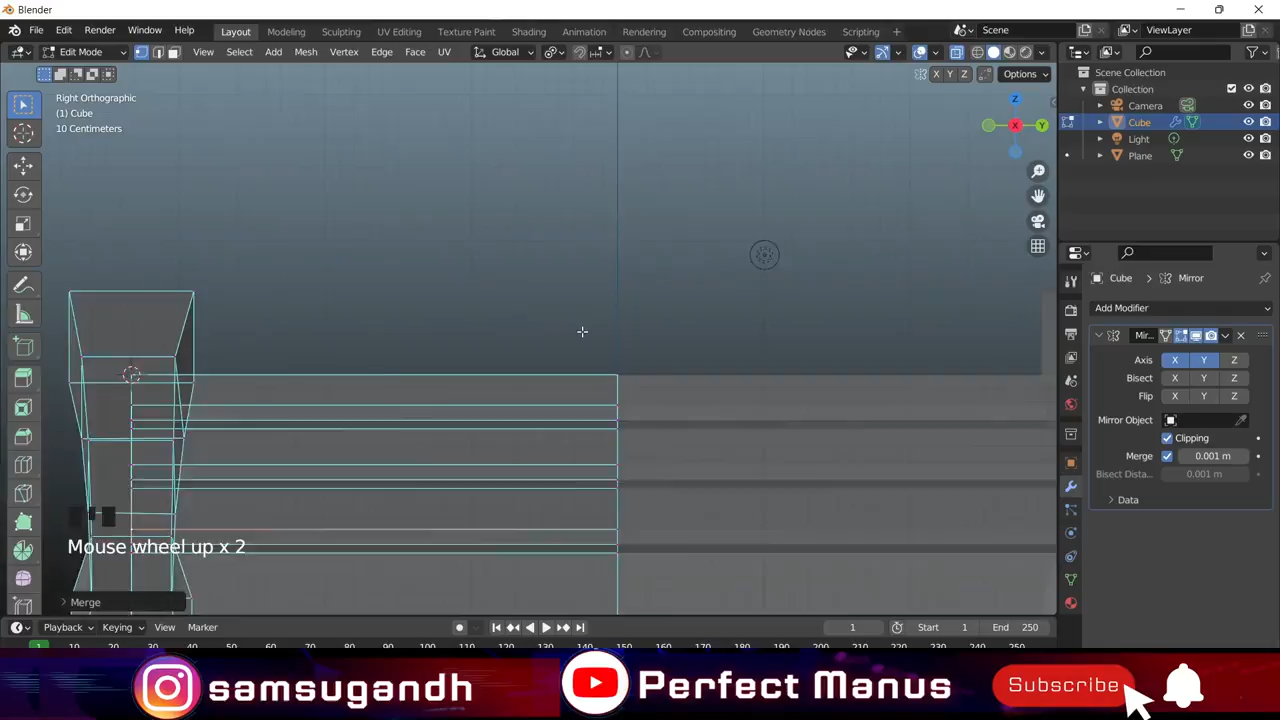 Blender
File Edit Render Window Help Layout Modeling Sculpting UV Editing Texture Paint Shading Animation Rendering Compositing Geometry Nodes Scripting Scene ViewLayer
Edit Mode View Select Add Mesh Vertex Edge Face UV Global
X Y Z Options
Right Orthographic
(1) Cube
10 Centimeters
Z
X
Y
Scene Collection
Collection
Camera
Cube
Light
Plane
Cube > Mirror
Add Modifier
Mir...
Axis X Y Z
Bisect X Y Z
Flip X Y Z
Mirror Object
Clipping
Merge 0.001 m
Bisect Dista... 0.001 m
Data
Mouse wheel up x 2
Merge
Playback Keying View Marker 1 Start 1 End 250
1 10 20 30 40 50 60 70 80 90 100 110 120 130 140 150 160 170 180 190 200 210 220 230 240 250
samsugandh
Perfect Manus
Subscribe